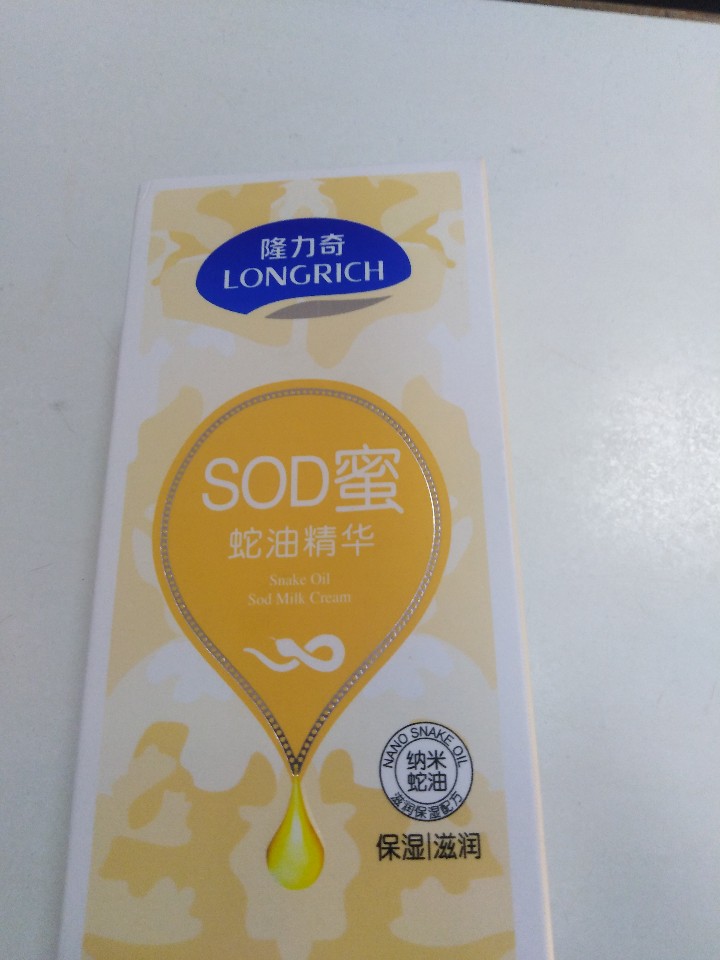 隆力奇
LONGRICH
SOD蜜
蛇油精华
Snake Oil
Sod Milk Cream
NANO SNAKE OIL
纳米
蛇油
滋润保湿配方
保湿|滋润